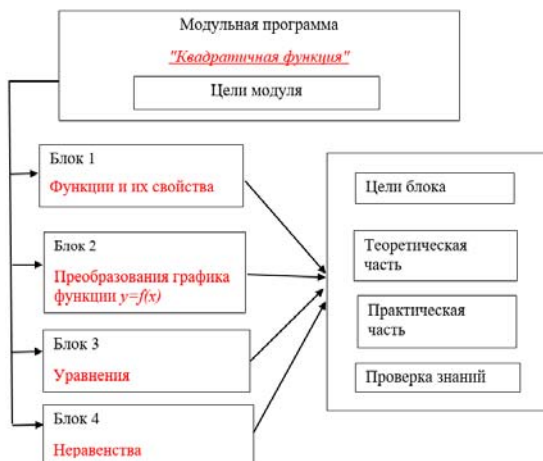 Модульная программа
"Квадратичная функция"
Цели модуля
Блок 1
Функции и их свойства
Блок 2
Преобразования графика
функции y=f(x)
Блок 3
Уравнения
Блок 4
Неравенства
Цели блока
Теоретическая
часть
Практическая
часть
Проверка знаний